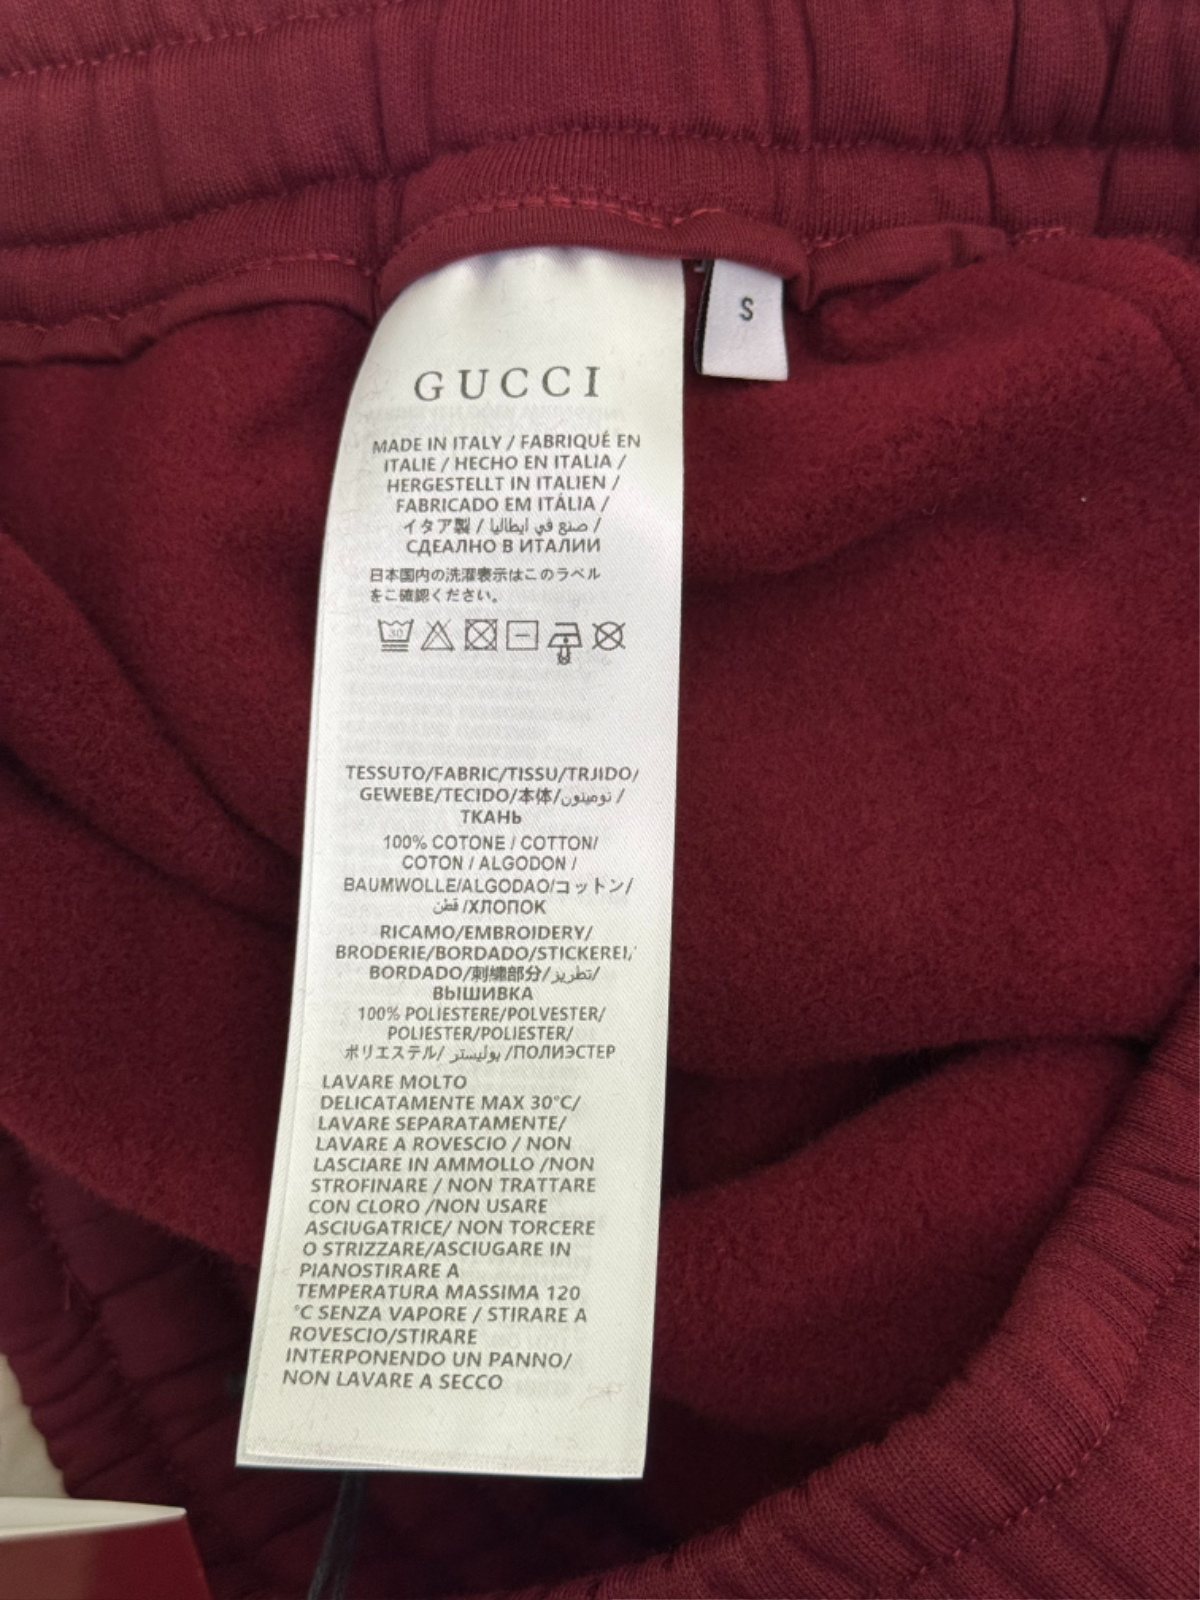 S
GUCCI
MADE IN ITALY / FABRIQUÉ EN
ITALIE / HECHO EN ITALIA /
HERGESTELLT IN ITALIEN /
FABRICADO EM ITÁLIA /
イタア製 / صنع في ايطاليا /
СДЕАЛНО В ИТАЛИИ
日本国内の洗濯表示はこのラベル
をご確認ください。
30
TESSUTO/FABRIC/TISSU/TRJIDO/
GEWEBE/TECIDO/本体/نوميتون/
ТКАНЬ
100% COTONE / COTTON/
COTON / ALGODON /
BAUMWOLLE/ALGODAO/コットン/
قطن /ХЛОПОК
RICAMO/EMBROIDERY/
BRODERIE/BORDADO/STICKEREI/
BORDADO/刺繡部分/تطريز/
ВЫШИВКА
100% POLIESTERE/POLVESTER/
POLIESTER/POLIESTER/
ポリエステル/ بوليستر /ПОЛИЭСТЕР
LAVARE MOLTO
DELICATAMENTE MAX 30°C/
LAVARE SEPARATAMENTE/
LAVARE A ROVESCIO / NON
LASCIARE IN AMMOLLO /NON
STROFINARE / NON TRATTARE
CON CLORO /NON USARE
ASCIUGATRICE/ NON TORCERE
O STRIZZARE/ASCIUGARE IN
PIANOSTIRARE A
TEMPERATURA MASSIMA 120
°C SENZA VAPORE / STIRARE A
ROVESCIO/STIRARE
INTERPONENDO UN PANNO/
NON LAVARE A SECCO